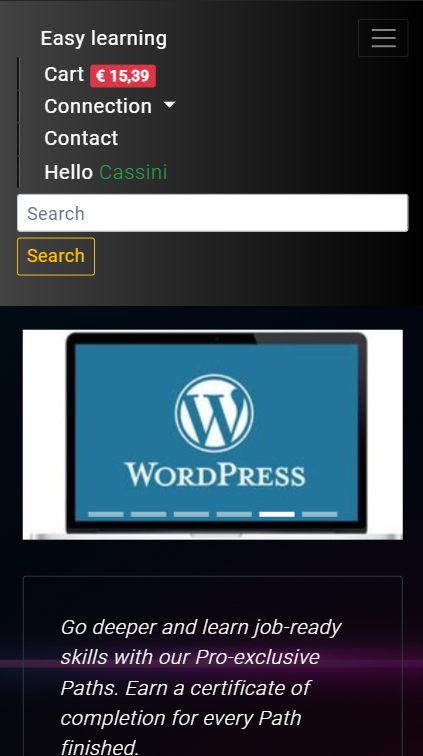 Easy learning
Cart € 15,39
Connection
Contact
Hello Cassini
Search
Search
WORDPRESS
Go deeper and learn job-ready
skills with our Pro-exclusive
Paths. Earn a certificate of
completion for every Path
finished.